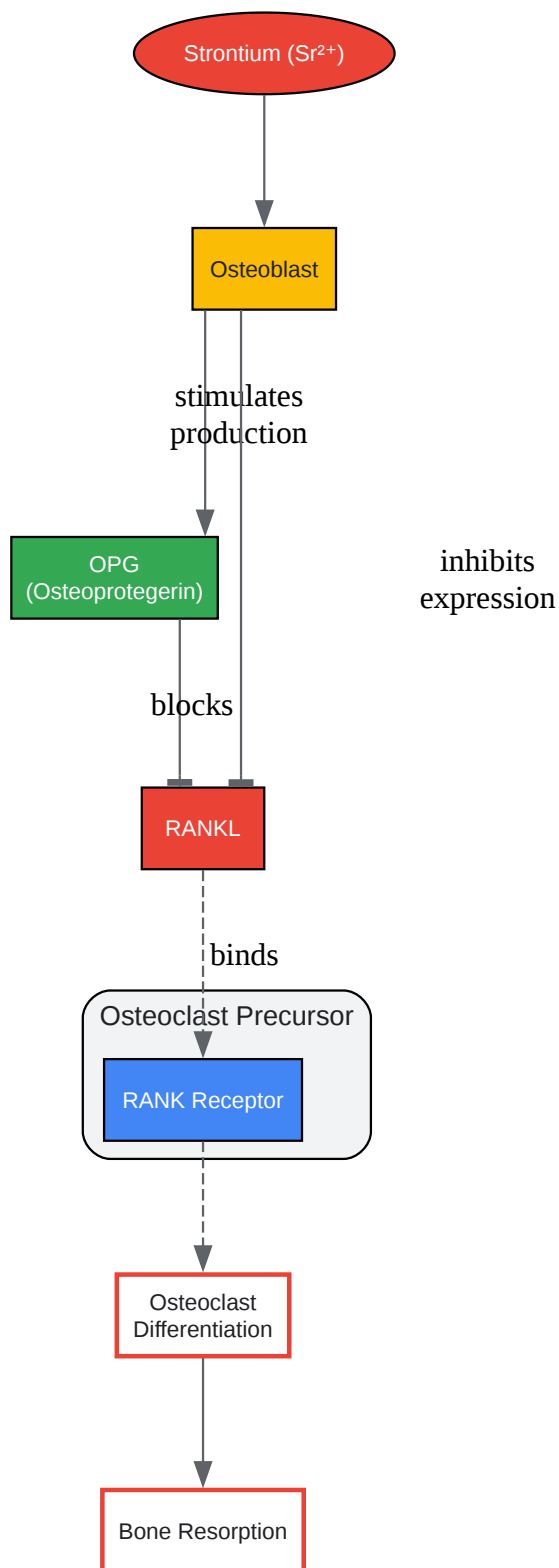 Strontium (Sr²⁺)
Osteoblast
stimulates
production
OPG
(Osteoprotegerin)
inhibits
expression
blocks
RANKL
binds
Osteoclast Precursor
RANK Receptor
Osteoclast
Differentiation
Bone Resorption